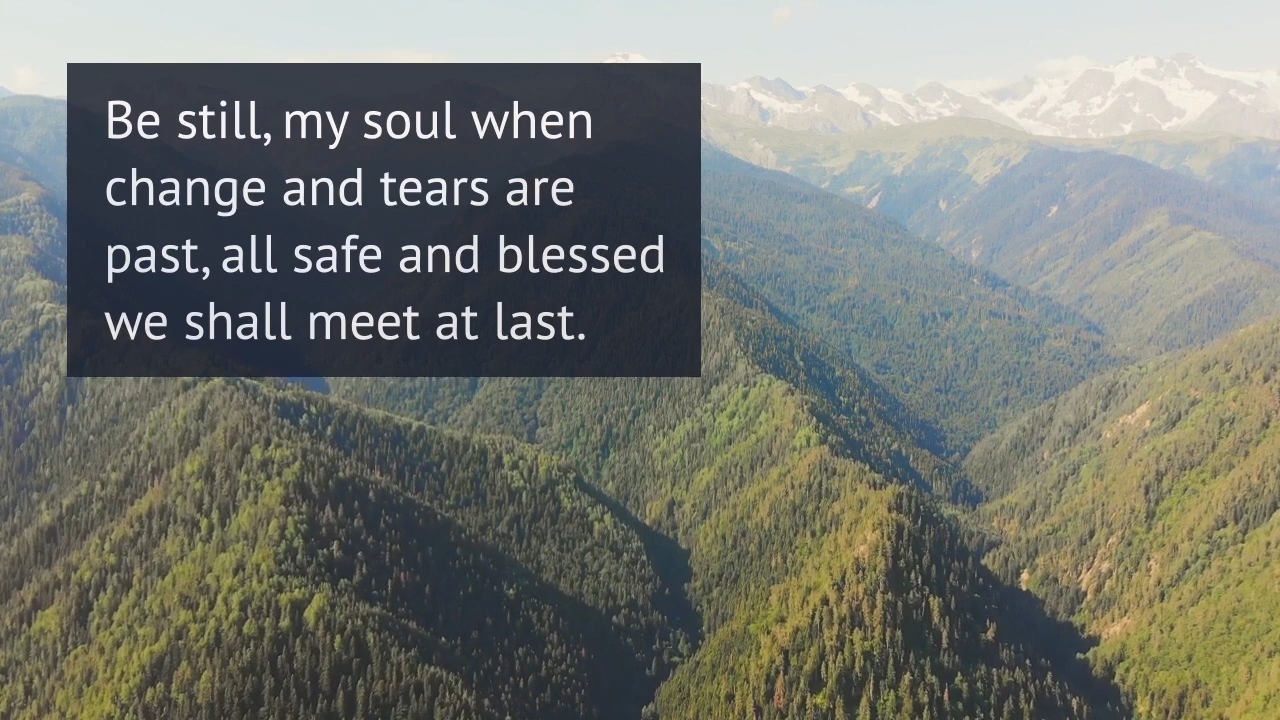 Be still, my soul when
change and tears are
past, all safe and blessed
we shall meet at last.